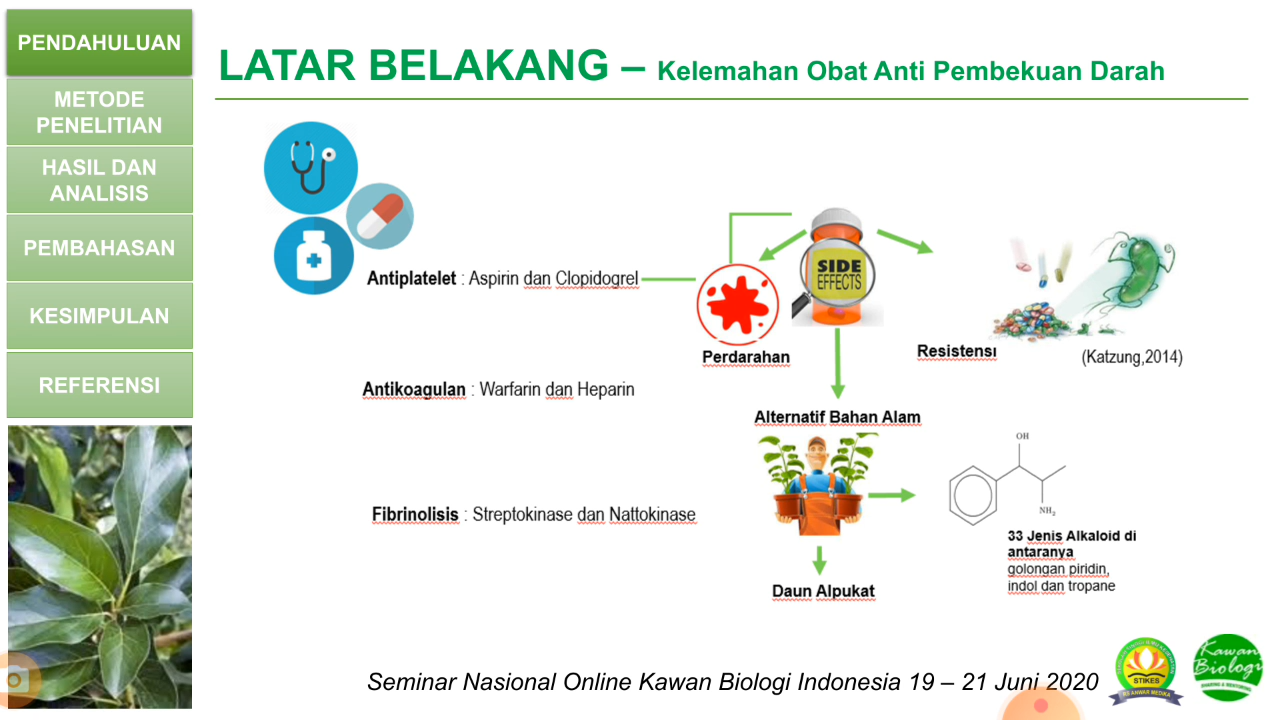 PENDAHULUAN
METODE
PENELITIAN
HASIL DAN
ANALISIS
PEMBAHASAN
KESIMPULAN
REFERENSI
LATAR BELAKANG – Kelemahan Obat Anti Pembekuan Darah
Antiplatelet : Aspirin dan Clopidogrel
SIDE
EFFECTS
Perdarahan
Resistensi
(Katzung,2014)
Antikoagulan : Warfarin dan Heparin
Alternatif Bahan Alam
OH
NH2
Fibrinolisis : Streptokinase dan Nattokinase
33 Jenis Alkaloid di
antaranya
golongan piridin,
indol dan tropane
Daun Alpukat
Seminar Nasional Online Kawan Biologi Indonesia 19 – 21 Juni 2020
STIKES
RS ANWAR MEDIKA
Kawan
Biologi